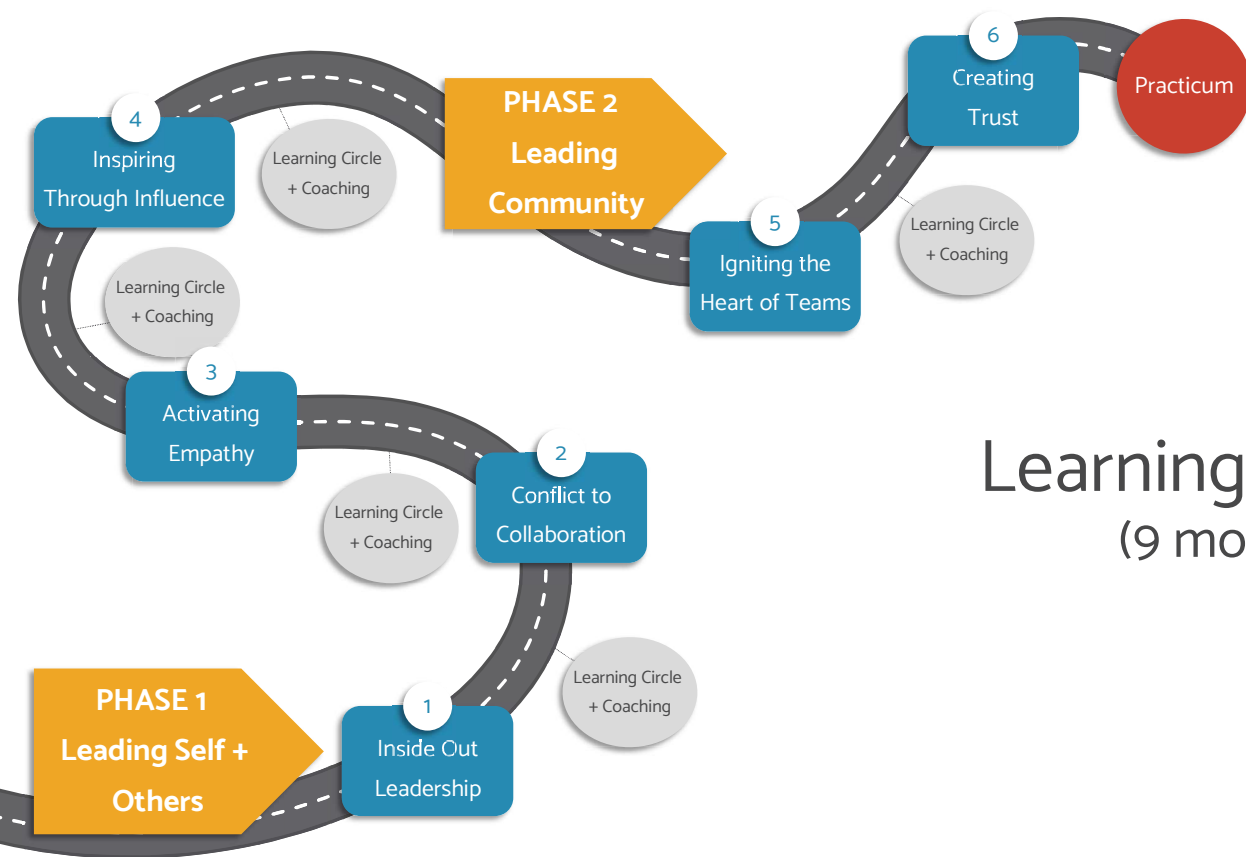 6
Creating
Trust
Practicum
PHASE 2
Leading
Community
4
Inspiring
Through Influence
Learning Circle
+ Coaching
5
Igniting the
Heart of Teams
Learning Circle
+ Coaching
Learning Circle
+ Coaching
3
Activating
Empathy
2
Conflict to
Collaboration
Learning Circle
+ Coaching
Learning
(9 mo
Learning Circle
+ Coaching
PHASE 1
Leading Self +
Others
1
Inside Out
Leadership